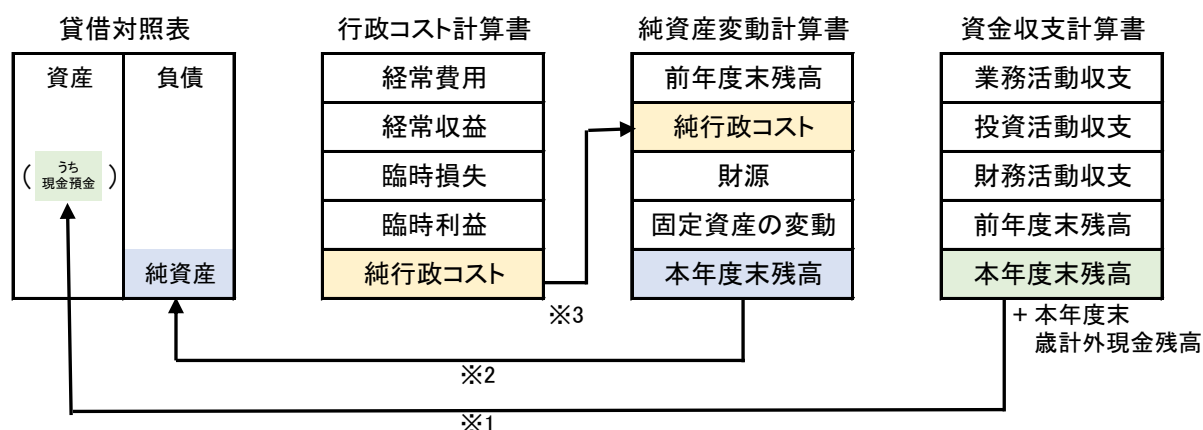 貸借対照表
資産
負債
(うち
現金預金)
純資産
行政コスト計算書
経常費用
経常収益
臨時損失
臨時利益
純行政コスト
※3
純資産変動計算書
前年度末残高
純行政コスト
財源
固定資産の変動
本年度末残高
※2
資金収支計算書
業務活動収支
投資活動収支
財務活動収支
前年度末残高
本年度末残高
+ 本年度末
歳計外現金残高
※1